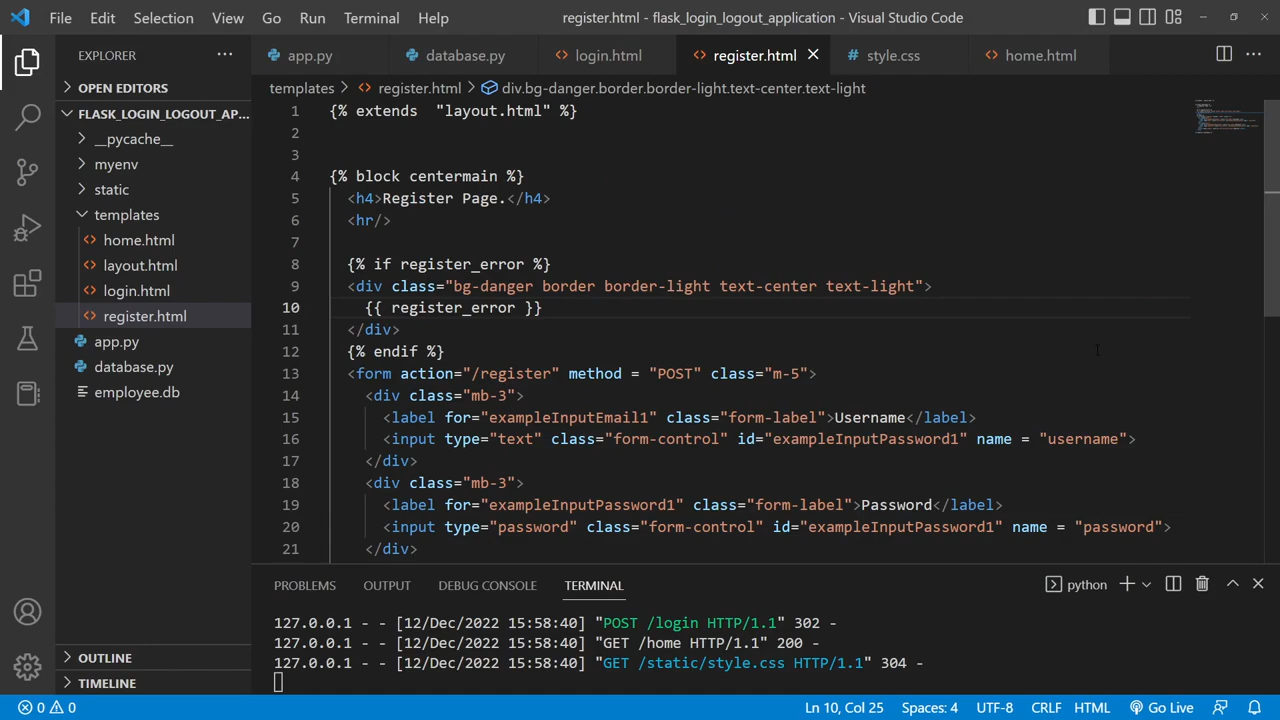 File Edit Selection View Go Run Terminal Help register.html - flask_login_logout_application - Visual Studio Code
EXPLORER
app.py database.py login.html register.html style.css home.html
OPEN EDITORS
templates > register.html > div.bg-danger.border.border-light.text-center.text-light
FLASK_LOGIN_LOGOUT_AP...
__pycache__
myenv
static
templates
home.html
layout.html
login.html
register.html
app.py
database.py
employee.db
OUTLINE
TIMELINE
1 {% extends "layout.html" %}
2
3
4 {% block centermain %}
5 <h4>Register Page.</h4>
6 <hr/>
7
8 {% if register_error %}
9 <div class="bg-danger border border-light text-center text-light">
10 {{ register_error }}
11 </div>
12 {% endif %}
13 <form action="/register" method = "POST" class="m-5">
14 <div class="mb-3">
15 <label for="exampleInputEmail1" class="form-label">Username</label>
16 <input type="text" class="form-control" id="exampleInputPassword1" name = "username">
17 </div>
18 <div class="mb-3">
19 <label for="exampleInputPassword1" class="form-label">Password</label>
20 <input type="password" class="form-control" id="exampleInputPassword1" name = "password">
21 </div>
PROBLEMS OUTPUT DEBUG CONSOLE TERMINAL python
127.0.0.1 - - [12/Dec/2022 15:58:40] "POST /login HTTP/1.1" 302 -
127.0.0.1 - - [12/Dec/2022 15:58:40] "GET /home HTTP/1.1" 200 -
127.0.0.1 - - [12/Dec/2022 15:58:40] "GET /static/style.css HTTP/1.1" 304 -
0 0 Ln 10, Col 25 Spaces: 4 UTF-8 CRLF HTML Go Live